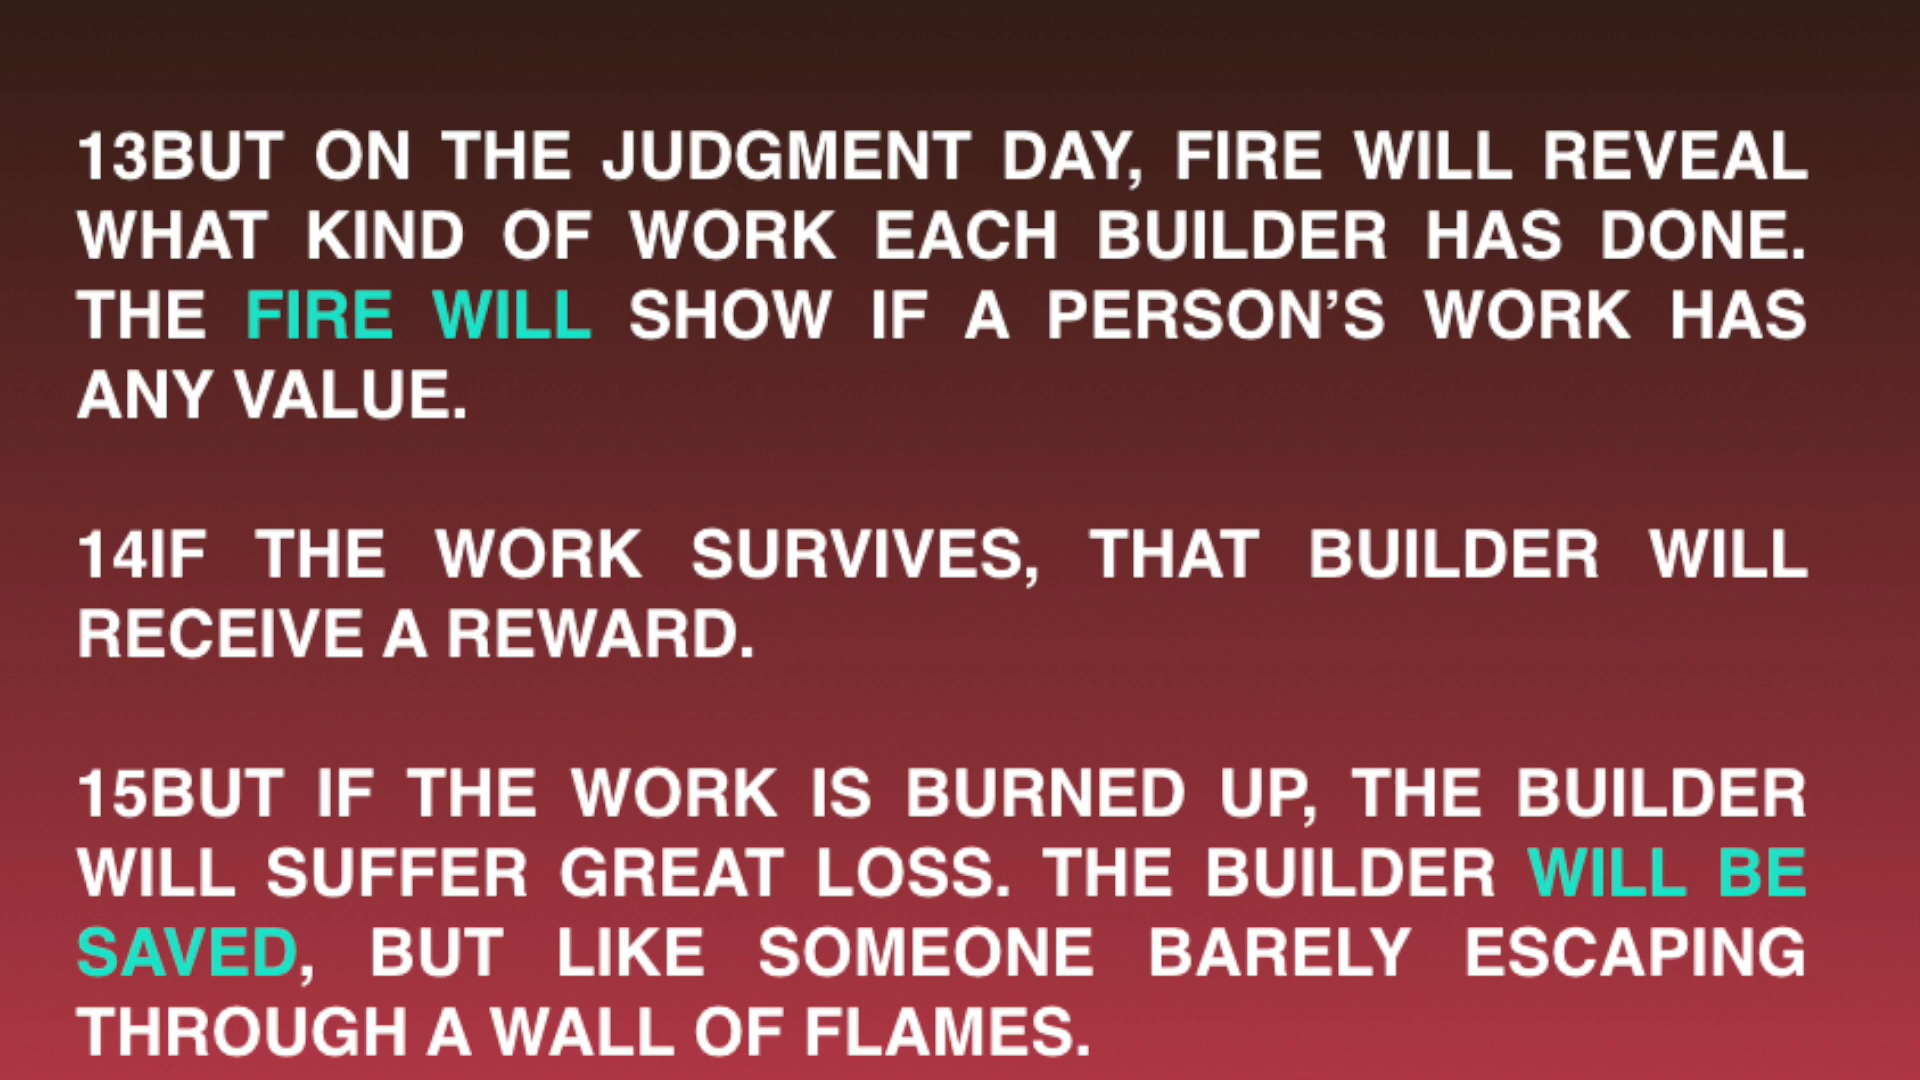 13BUT ON THE JUDGMENT DAY, FIRE WILL REVEAL
WHAT KIND OF WORK EACH BUILDER HAS DONE.
THE FIRE WILL SHOW IF A PERSON’S WORK HAS
ANY VALUE.
14IF THE WORK SURVIVES, THAT BUILDER WILL
RECEIVE A REWARD.
15BUT IF THE WORK IS BURNED UP, THE BUILDER
WILL SUFFER GREAT LOSS. THE BUILDER WILL BE
SAVED, BUT LIKE SOMEONE BARELY ESCAPING
THROUGH A WALL OF FLAMES.